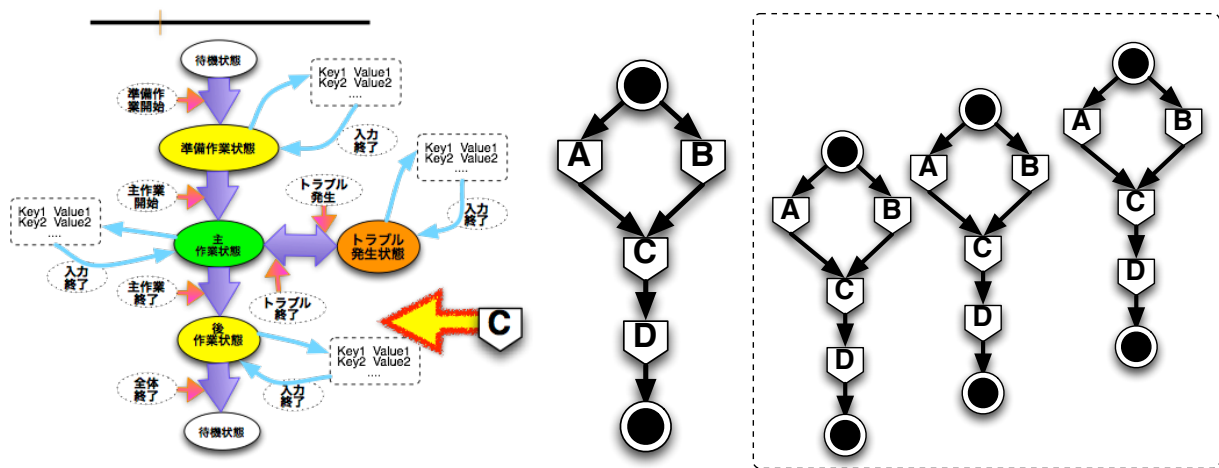 待機状態
準備作
業開始
Key1 Value1
Key2 Value2
....
入力
終了
準備作業状態
主作業
開始
トラブル
発生
Key1 Value1
Key2 Value2
....
入力
終了
Key1 Value1
Key2 Value2
....
入力
終了
主
作業状態
トラブル
発生状態
主作業
終了
トラブル
終了
後
作業状態
Key1 Value1
Key2 Value2
....
入力
終了
全体
終了
待機状態
C
A
B
C
D
A
B
C
D
A
B
C
D
A
B
C
D